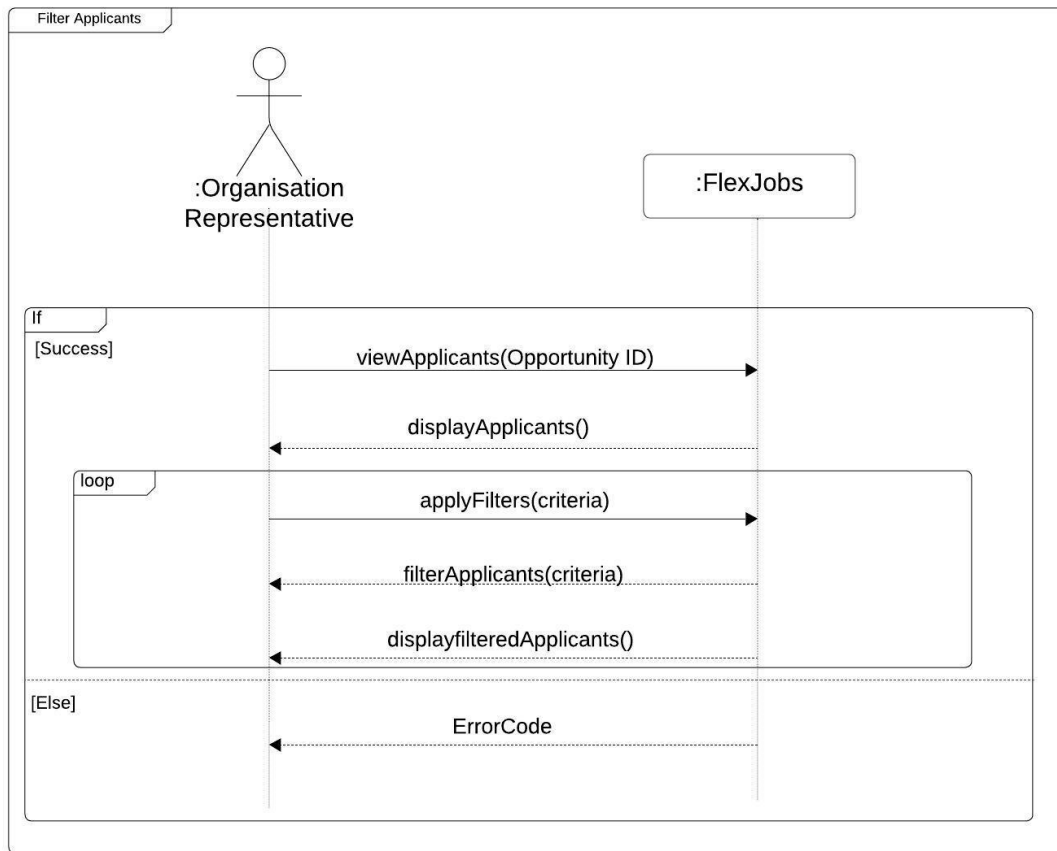 Filter Applicants
:Organisation
Representative
:FlexJobs
If
[Success]
viewApplicants(Opportunity ID)
displayApplicants()
loop
applyFilters(criteria)
filterApplicants(criteria)
displayfilteredApplicants()
[Else]
ErrorCode